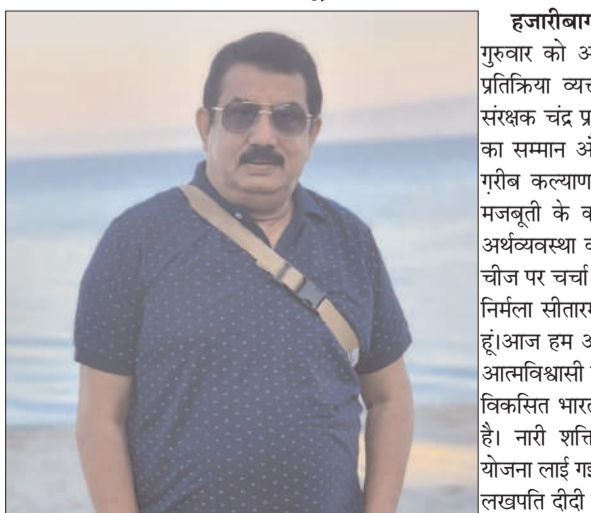 हजारीबाग
गुरुवार को
प्रतिक्रिया
संरक्षक चंद्र
का सम्मान
ग़रीब कल्याण
मजबूती के
अर्थव्यवस्था
चीज पर चर्चा
निर्मला
हूं।आज हम
आत्मविश्वासी
विकसित भारत
है। नारी
योजना लाई
लखपति दीदी